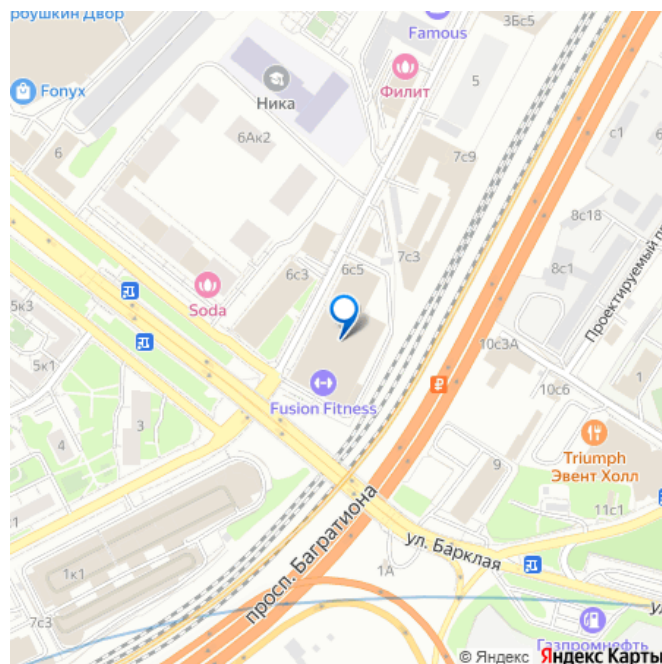 рбушкин Двор
Famous
3Бс5
Fonyx
Ника
Филит
5
6Ак2
с1
6
7с9
8с18
6с3
6с5
7с3
8с1
5к3
Soda
Проектируемый п
5к1
10с3А
₽
10с6
1
Fusion Fitness
3
4
Triumph
Эвент Холл
9
11с1
просп. Багратиона
ул. Барклая
1к1
1А
7с3
Газпромнефть
© Яндекс Яндекс Карты